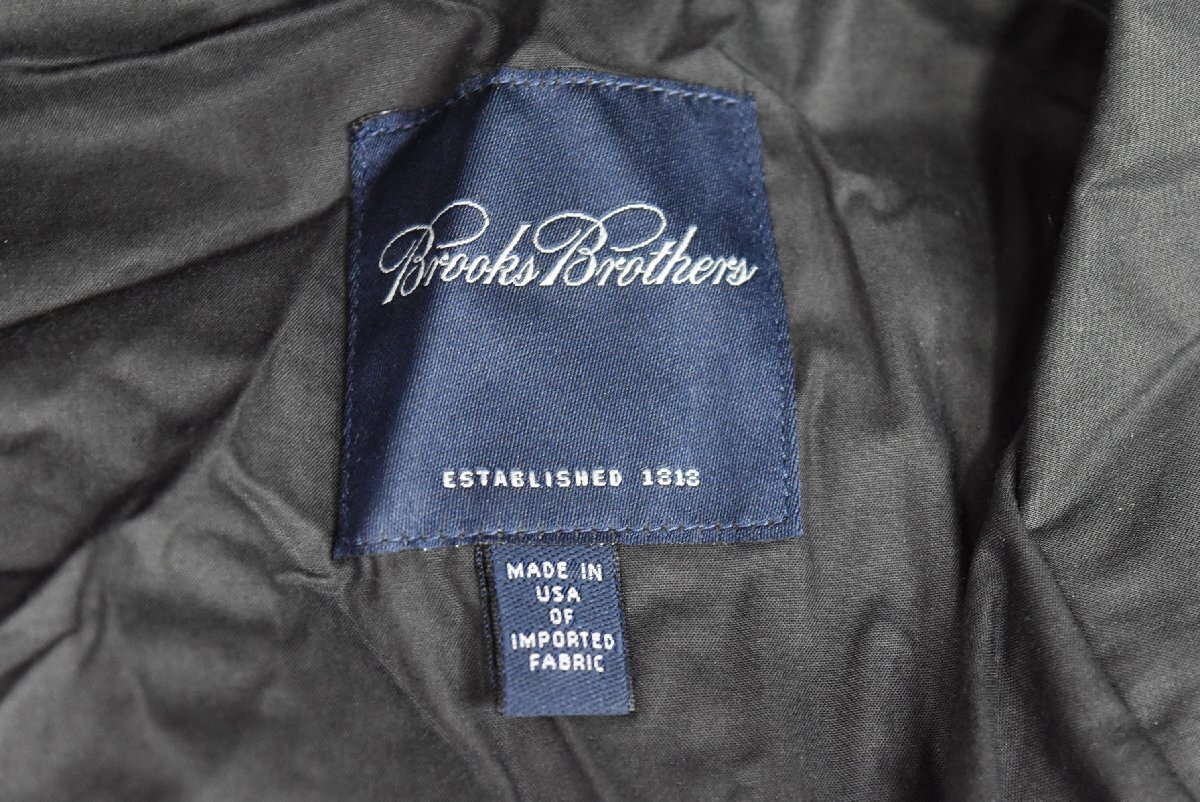 Brooks Brothers
ESTABLISHED 1818
MADE IN
USA
OF
IMPORTED
FABRIC